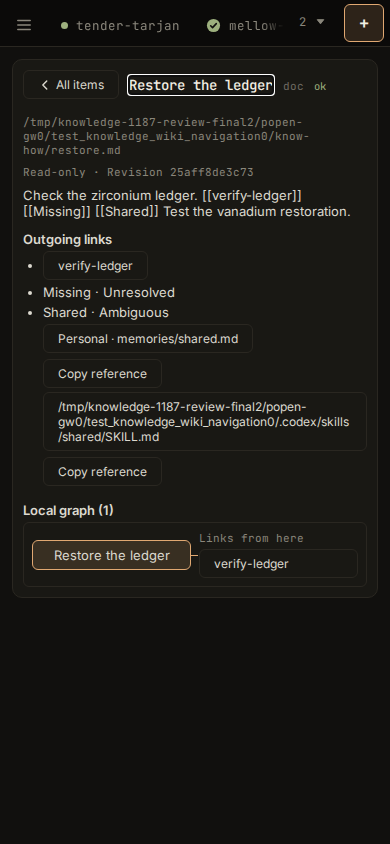 tender-tarjan mellow- 2 +
All items Restore the ledger doc ok
/tmp/knowledge-1187-review-final2/popen-
gw0/test_knowledge_wiki_navigation0/know-
how/restore.md
Read-only · Revision 25aff8de3c73
Check the zirconium ledger. [[verify-ledger]]
[[Missing]] [[Shared]] Test the vanadium restoration.
Outgoing links
verify-ledger
Missing · Unresolved
Shared · Ambiguous
Personal · memories/shared.md
Copy reference
/tmp/knowledge-1187-review-final2/popen-
gw0/test_knowledge_wiki_navigation0/.codex/skills
/shared/SKILL.md
Copy reference
Local graph (1)
Links from here
Restore the ledger
verify-ledger